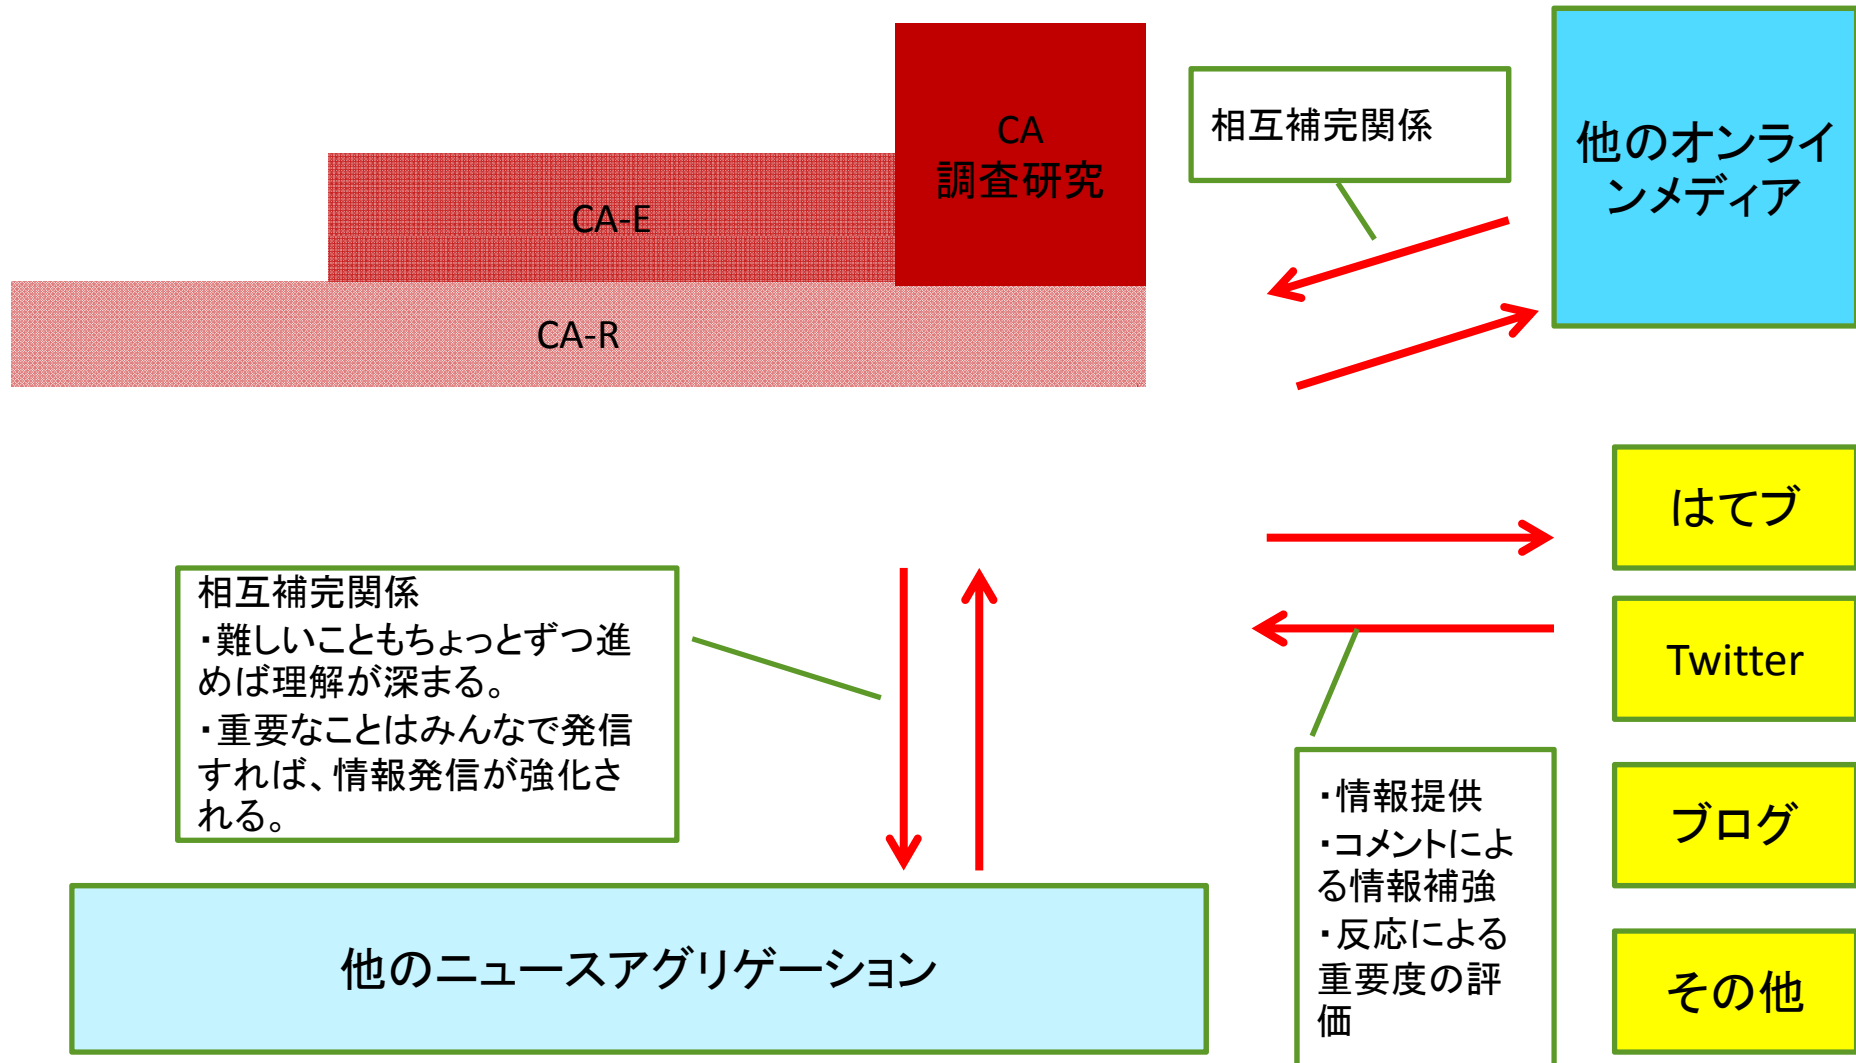 CA
調査研究
CA-E
CA-R
相互補完関係
他のオンライ
ンメディア
はてブ
Twitter
ブログ
その他
相互補完関係
・難しいこともちょっとずつ進
めば理解が深まる。
・重要なことはみんなで発信
すれば、情報発信が強化さ
れる。
・情報提供
・コメントによ
る情報補強
・反応による
重要度の評
価
他のニュースアグリゲーション